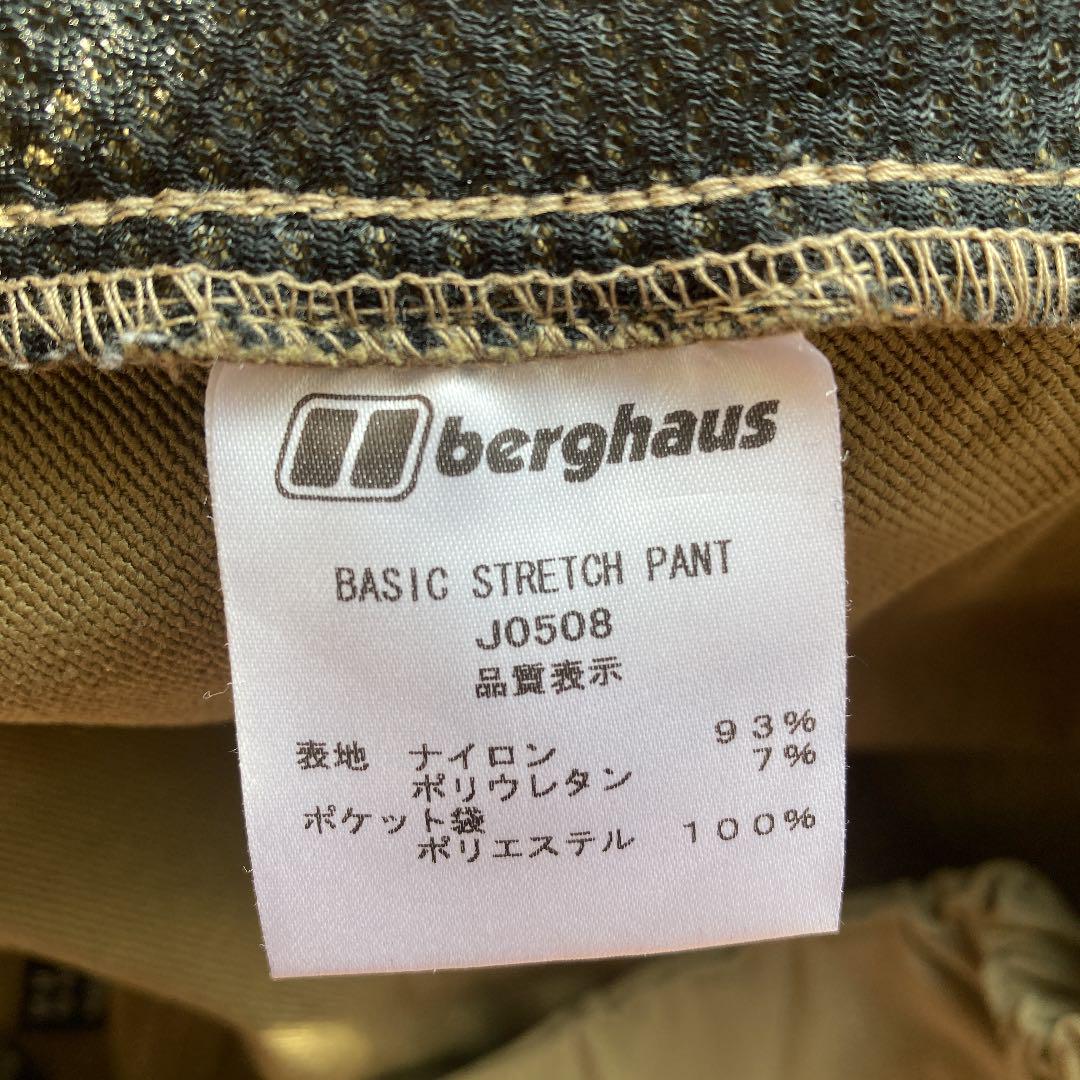 berghaus
BASIC STRETCH PANT
J0508
品質表示
表地 ナイロン 93%
ポリウレタン 7%
ポケット袋
ポリエステル 100%